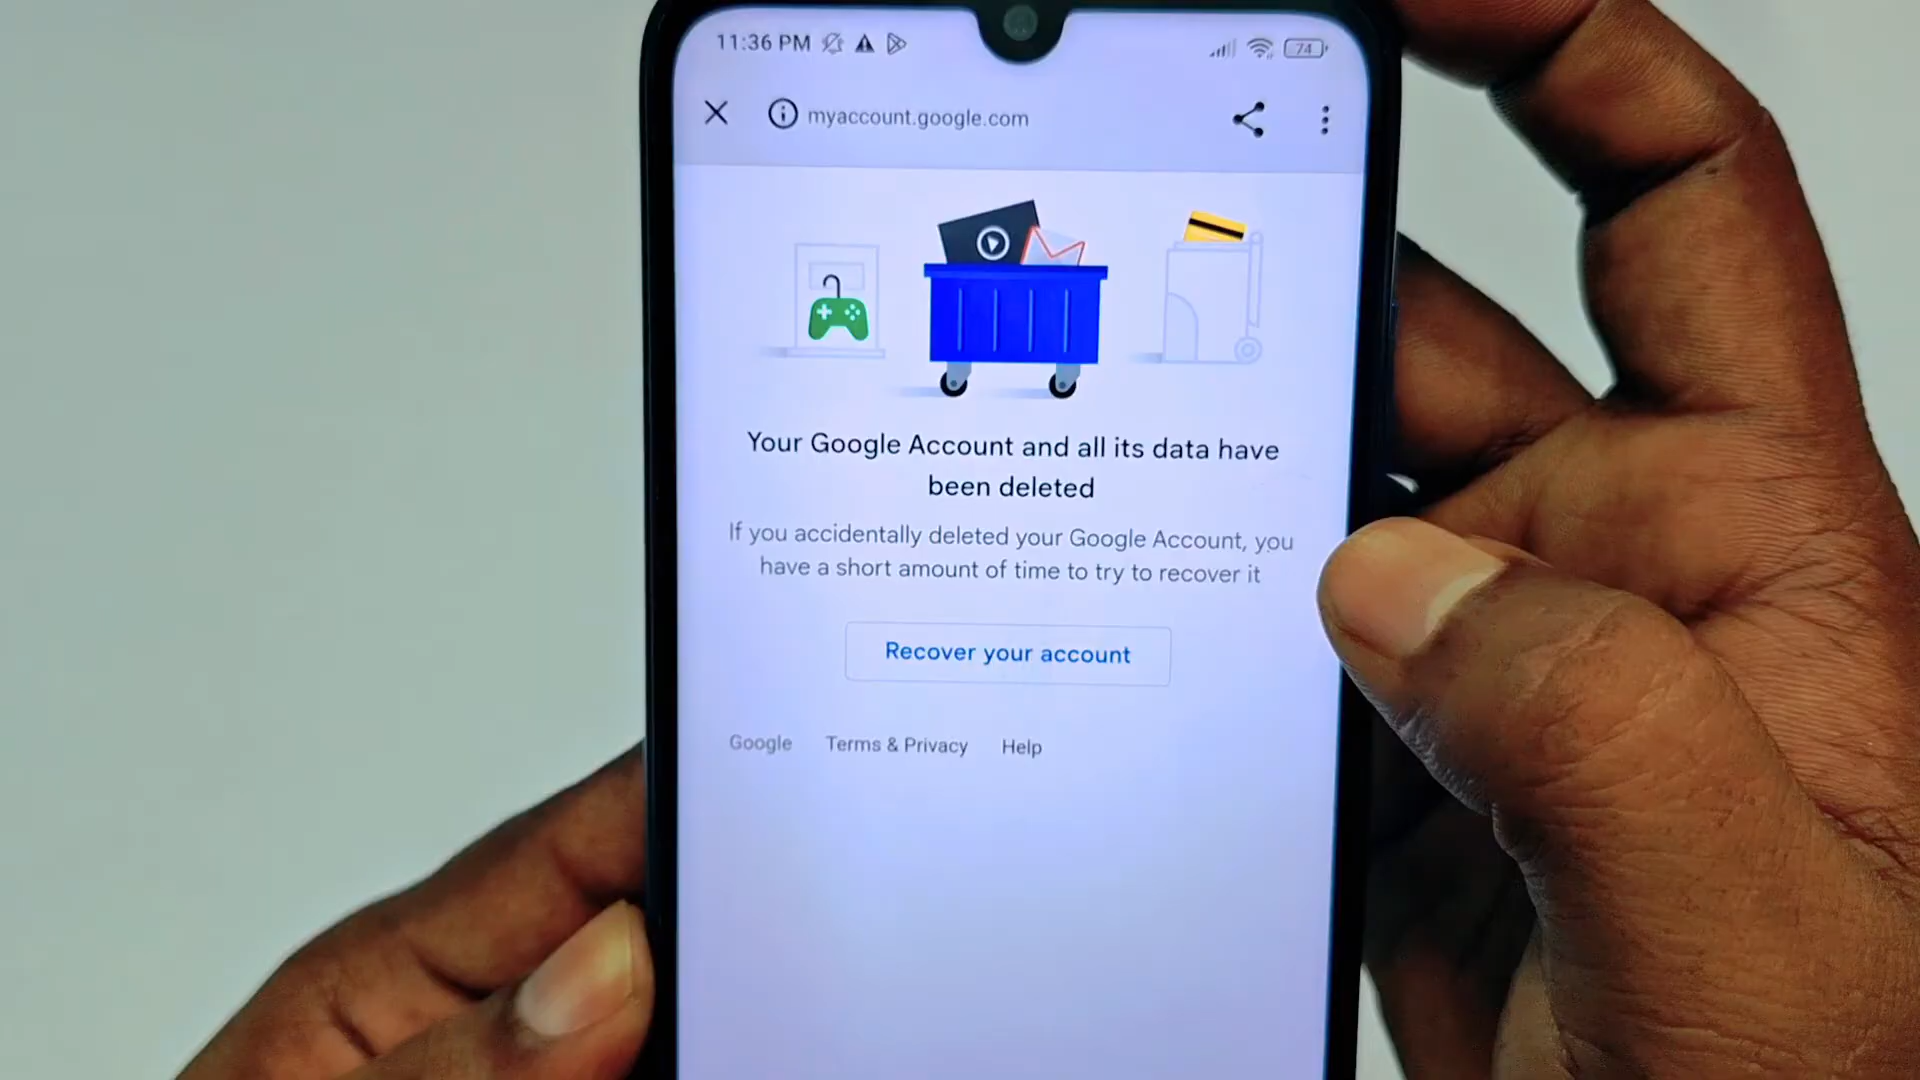 11:36 PM
74
myaccount.google.com
Your Google Account and all its data have
been deleted
If you accidentally deleted your Google Account, you
have a short amount of time to try to recover it
Recover your account
Google Terms & Privacy Help